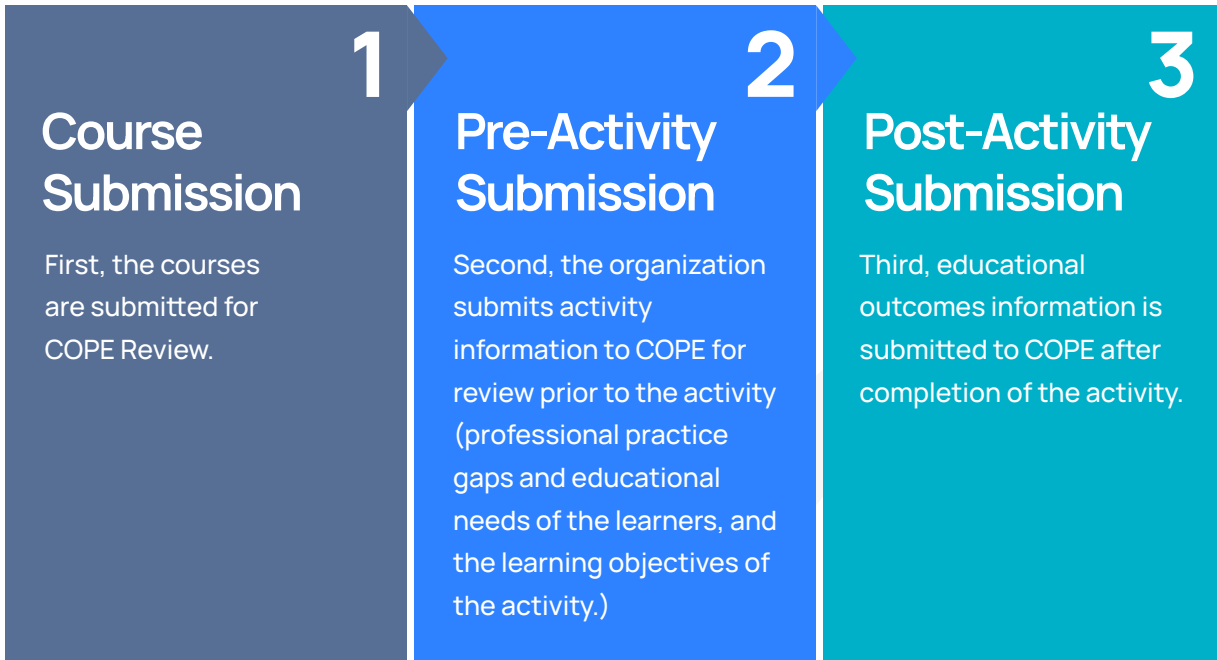 1
Course
Submission
First, the courses
are submitted for
COPE Review.
2
Pre-Activity
Submission
Second, the organization
submits activity
information to COPE for
review prior to the activity
(professional practice
gaps and educational
needs of the learners, and
the learning objectives of
the activity.)
3
Post-Activity
Submission
Third, educational
outcomes information is
submitted to COPE after
completion of the activity.